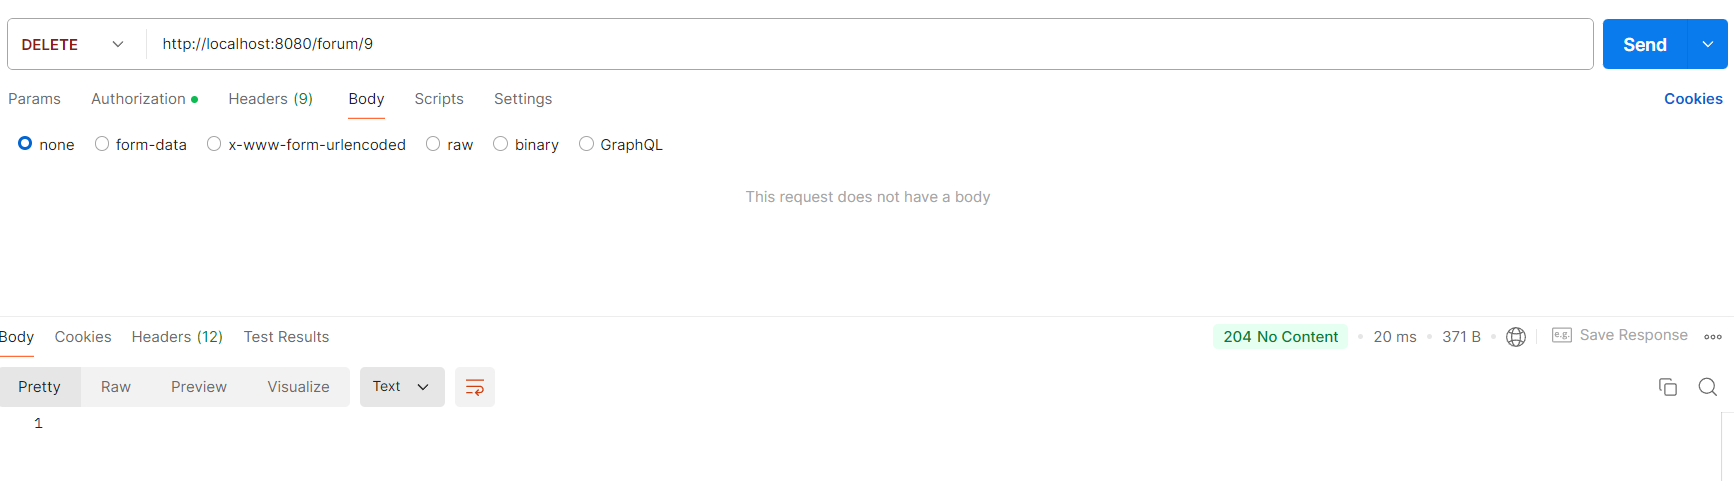 DELETE http://localhost:8080/forum/9 Send
Params Authorization Headers (9) Body Scripts Settings Cookies
none form-data x-www-form-urlencoded raw binary GraphQL
This request does not have a body
Body Cookies Headers (12) Test Results 204 No Content 20 ms 371 B e.g. Save Response
Pretty Raw Preview Visualize Text
1